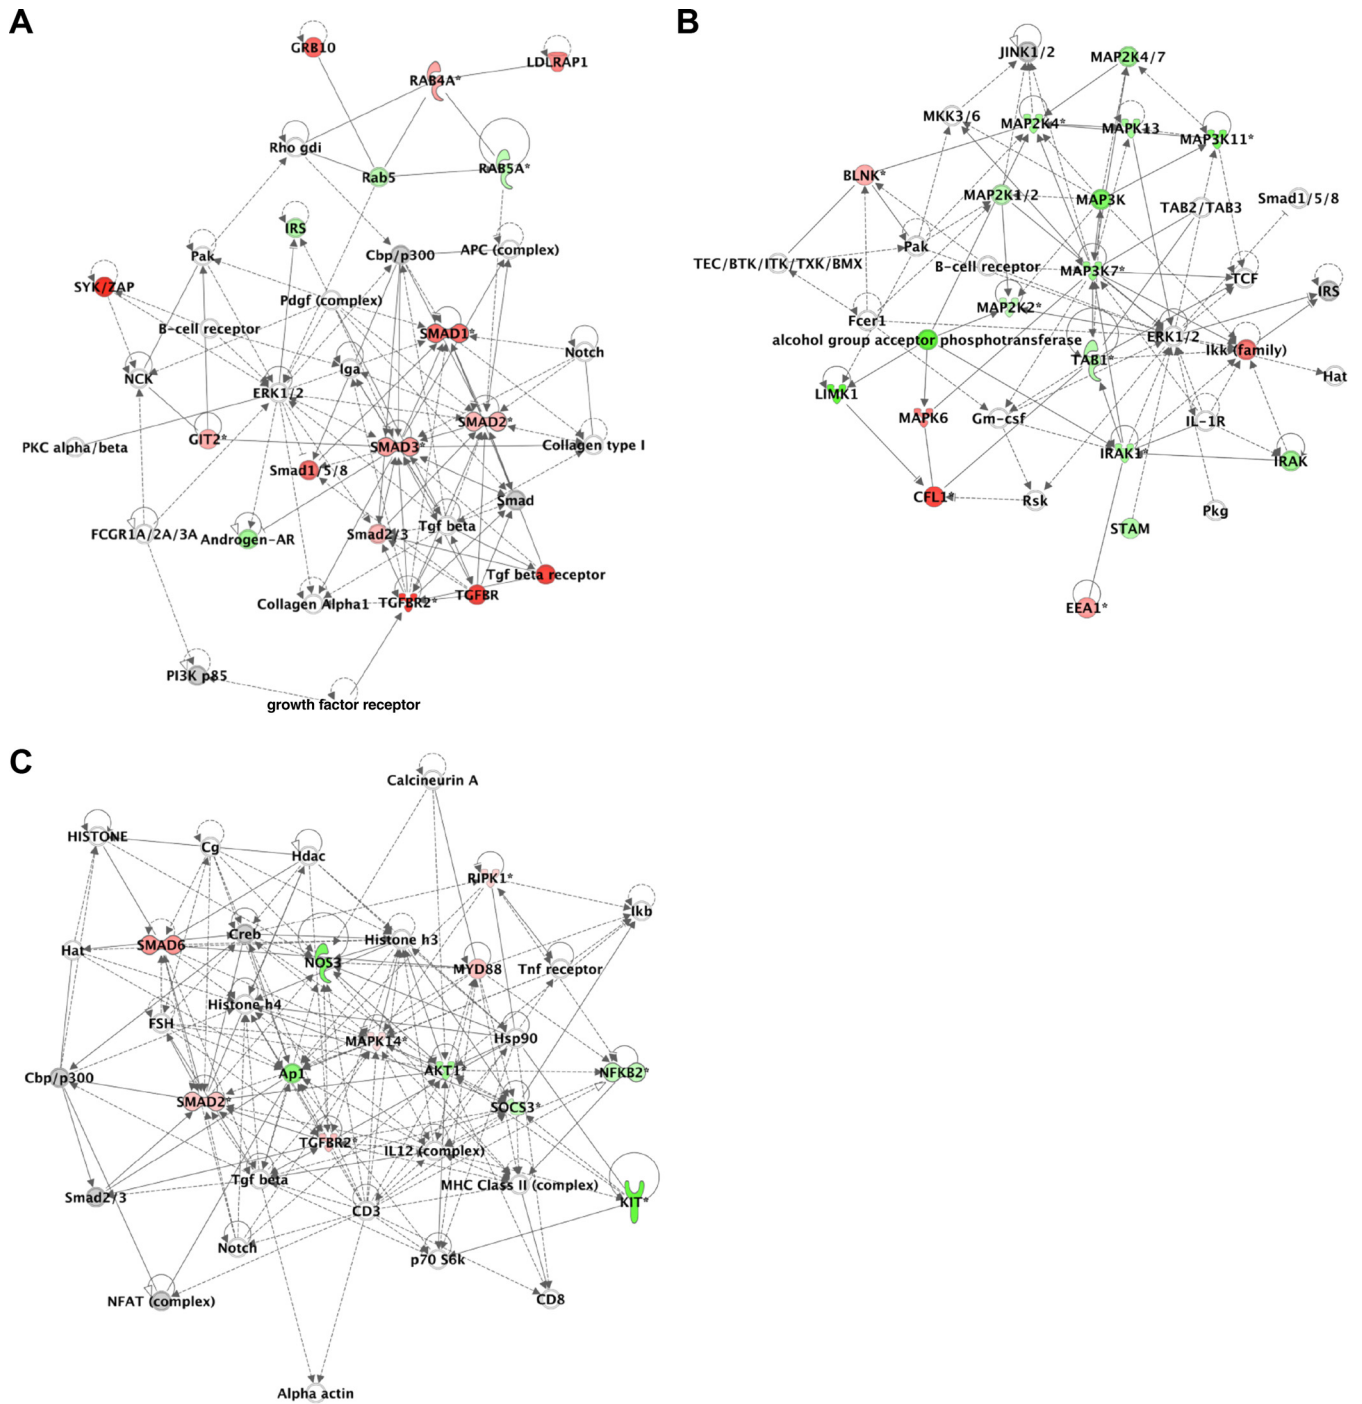 A
GRB10
LDLRAP1
RAB4A*
Rho gdi
Rab5
RAB5A*
IRS
Pak
Cbp/p300
APC (complex)
SYK/ZAP
Pdgf (complex)
B-cell receptor
SMAD1*
Notch
Iga
NCK
ERK1/2
SMAD2
GIT2*
PKC alpha/beta
SMAD3*
Collagen type I
Smad1/5/8
Smad
Tgf beta
FCGR1A/2A/3A
Androgen-AR
Smad2/3
Tgf beta receptor
Collagen Alpha1
TGFBR2*
TGFBR
PI3K p85
growth factor receptor
B
JINK1/2
MAP2K4/7
MKK3/6
MAP2K4*
MAPK13
MAP3K11*
BLNK*
MAP2K1/2
MAP3K
TAB2/TAB3
Smad1/5/8
Pak
TEC/BTK/ITK/TXK/BMX
B-cell receptor
MAP3K7*
TCF
IRS
MAP2K2*
Fcer1
alcohol group acceptor phosphotransferase
ERK1/2
Ikk (family)
TAB1*
Hat
LIMK1
MAPK6
Gm-csf
IL-1R
IRAK1*
IRAK
CFL1*
Rsk
Pkg
STAM
EEA1*
C
Calcineurin A
HISTONE
Cg
Hdac
RIPK1*
Ikb
Hat
SMAD6
Creb
Histone h3
NOS3
MYD88
Tnf receptor
Histone h4
FSH
MAPK14*
Hsp90
Cbp/p300
Ap1
AKT1*
NFKB2*
SMAD2*
SOCS3*
TGFBR2*
IL12 (complex)
Tgf beta
MHC Class II (complex)
Smad2/3
CD3
KIT*
Notch
p70 S6k
NFAT (complex)
CD8
Alpha actin